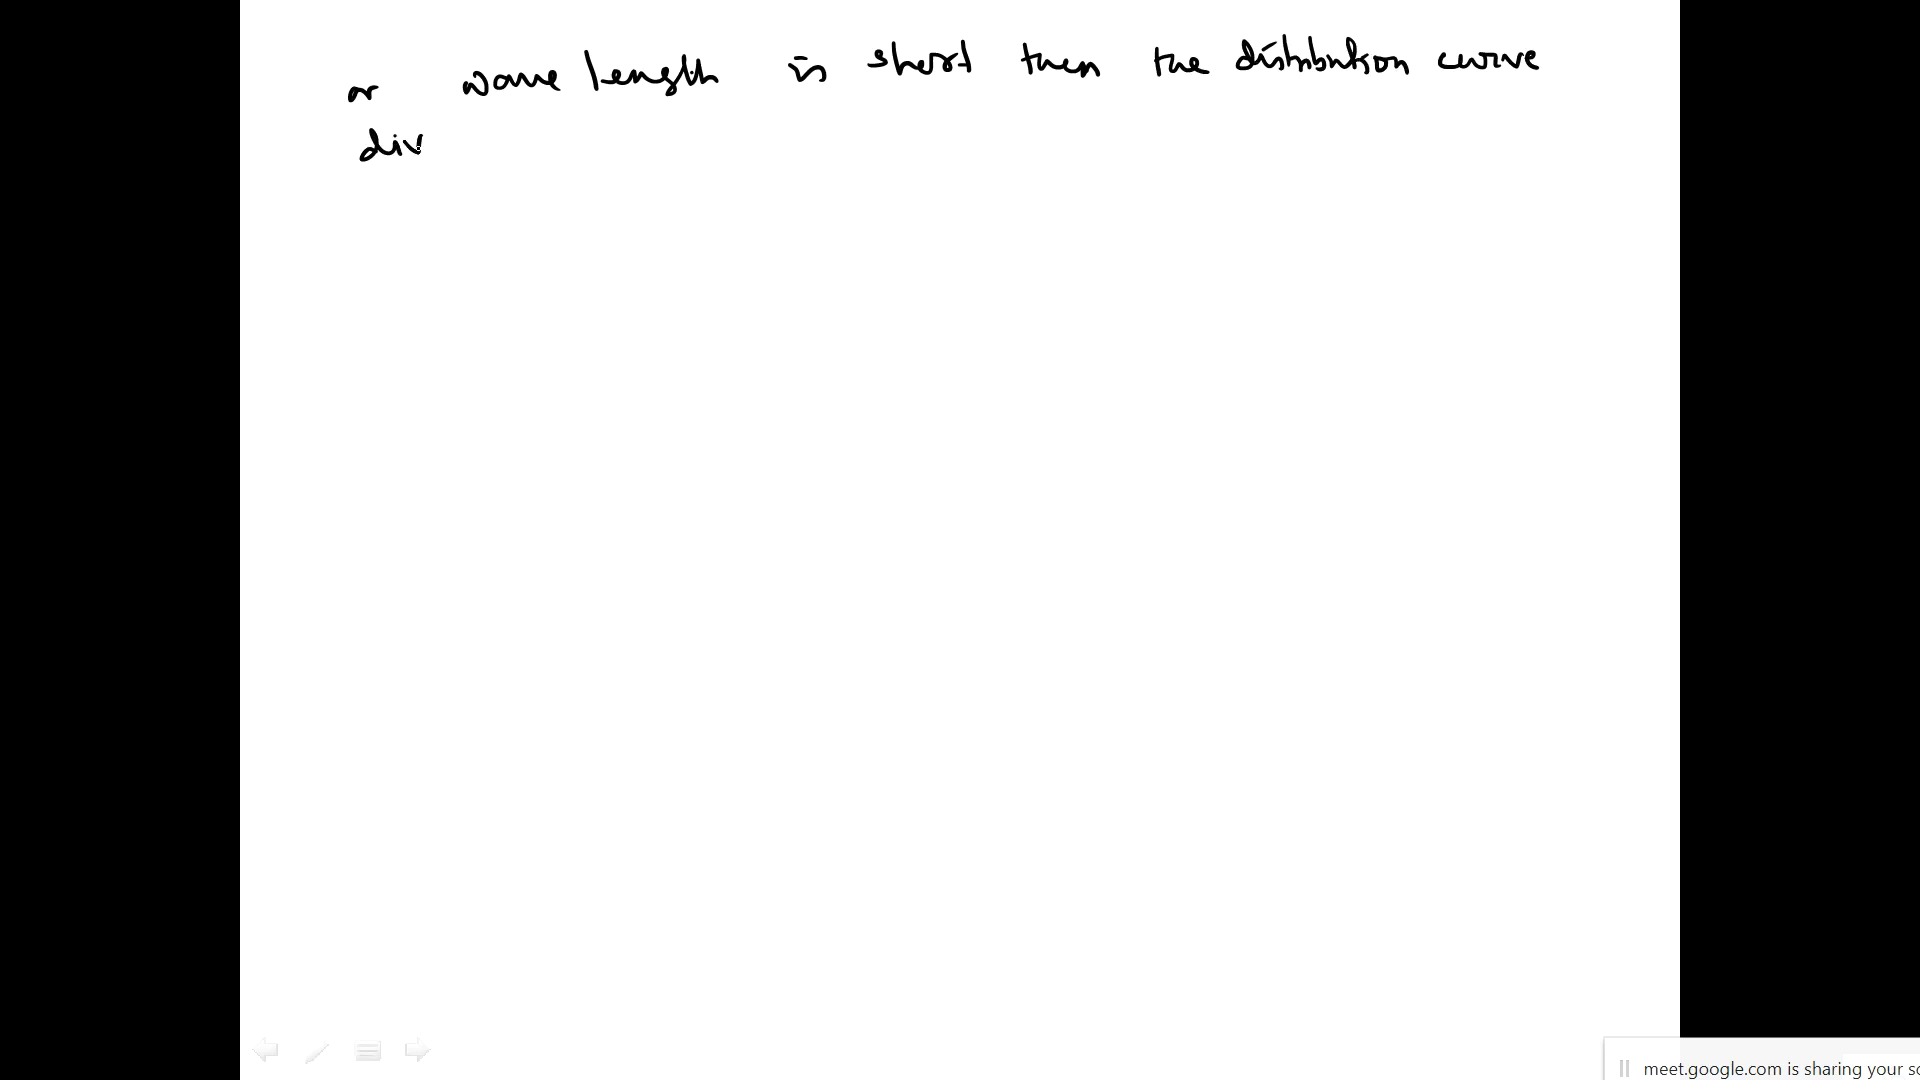 or wave length is short then the distribution curve
div
meet.google.com is sharing your sc